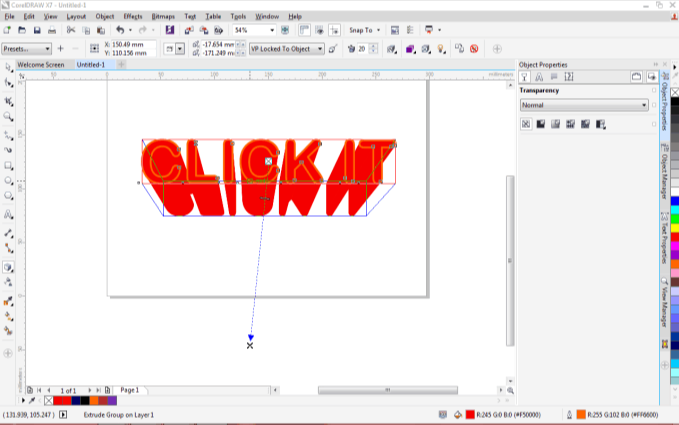 CorelDRAW X7 - Untitled-1
File Edit View Layout Object Effects Bitmaps Text Table Tools Window Help
54% Snap To
Presets... X: 150.49 mm -17.654 mm VP Locked To Object 20
Y: 110.156 mm -171.249 m
Welcome Screen Untitled-1
millimeters
CLICK IT
Object Properties
Transparency
Normal
Object Properties
Object Manager
Text Properties
View Manager
1 of 1 Page 1
(131.939, 105.247) Extrude Group on Layer 1 R:245 G:0 B:0 (#F50000) R:255 G:102 B:0 (#FF6600)